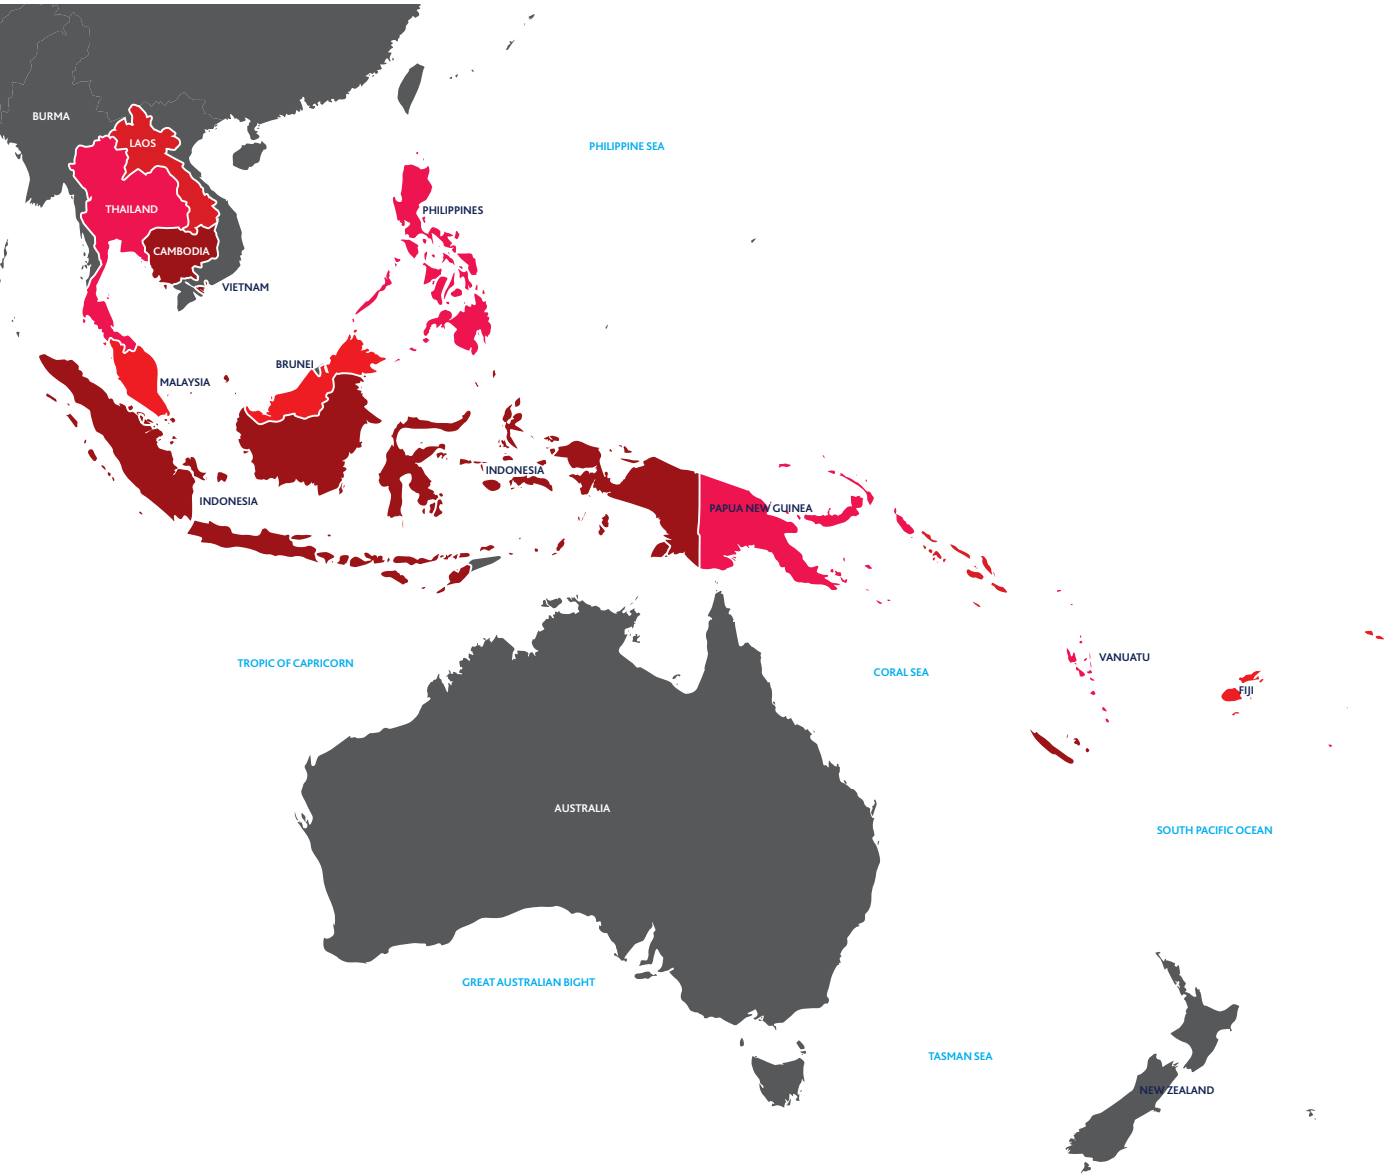 BURMA
LAOS
PHILIPPINE SEA
THAILAND
PHILIPPINES
CAMBODIA
VIETNAM
BRUNEI
MALAYSIA
INDONESIA
INDONESIA
PAPUA NEW GUINEA
TROPIC OF CAPRICORN
CORAL SEA
VANUATU
FIJI
AUSTRALIA
SOUTH PACIFIC OCEAN
GREAT AUSTRALIAN BIGHT
TASMAN SEA
NEW ZEALAND